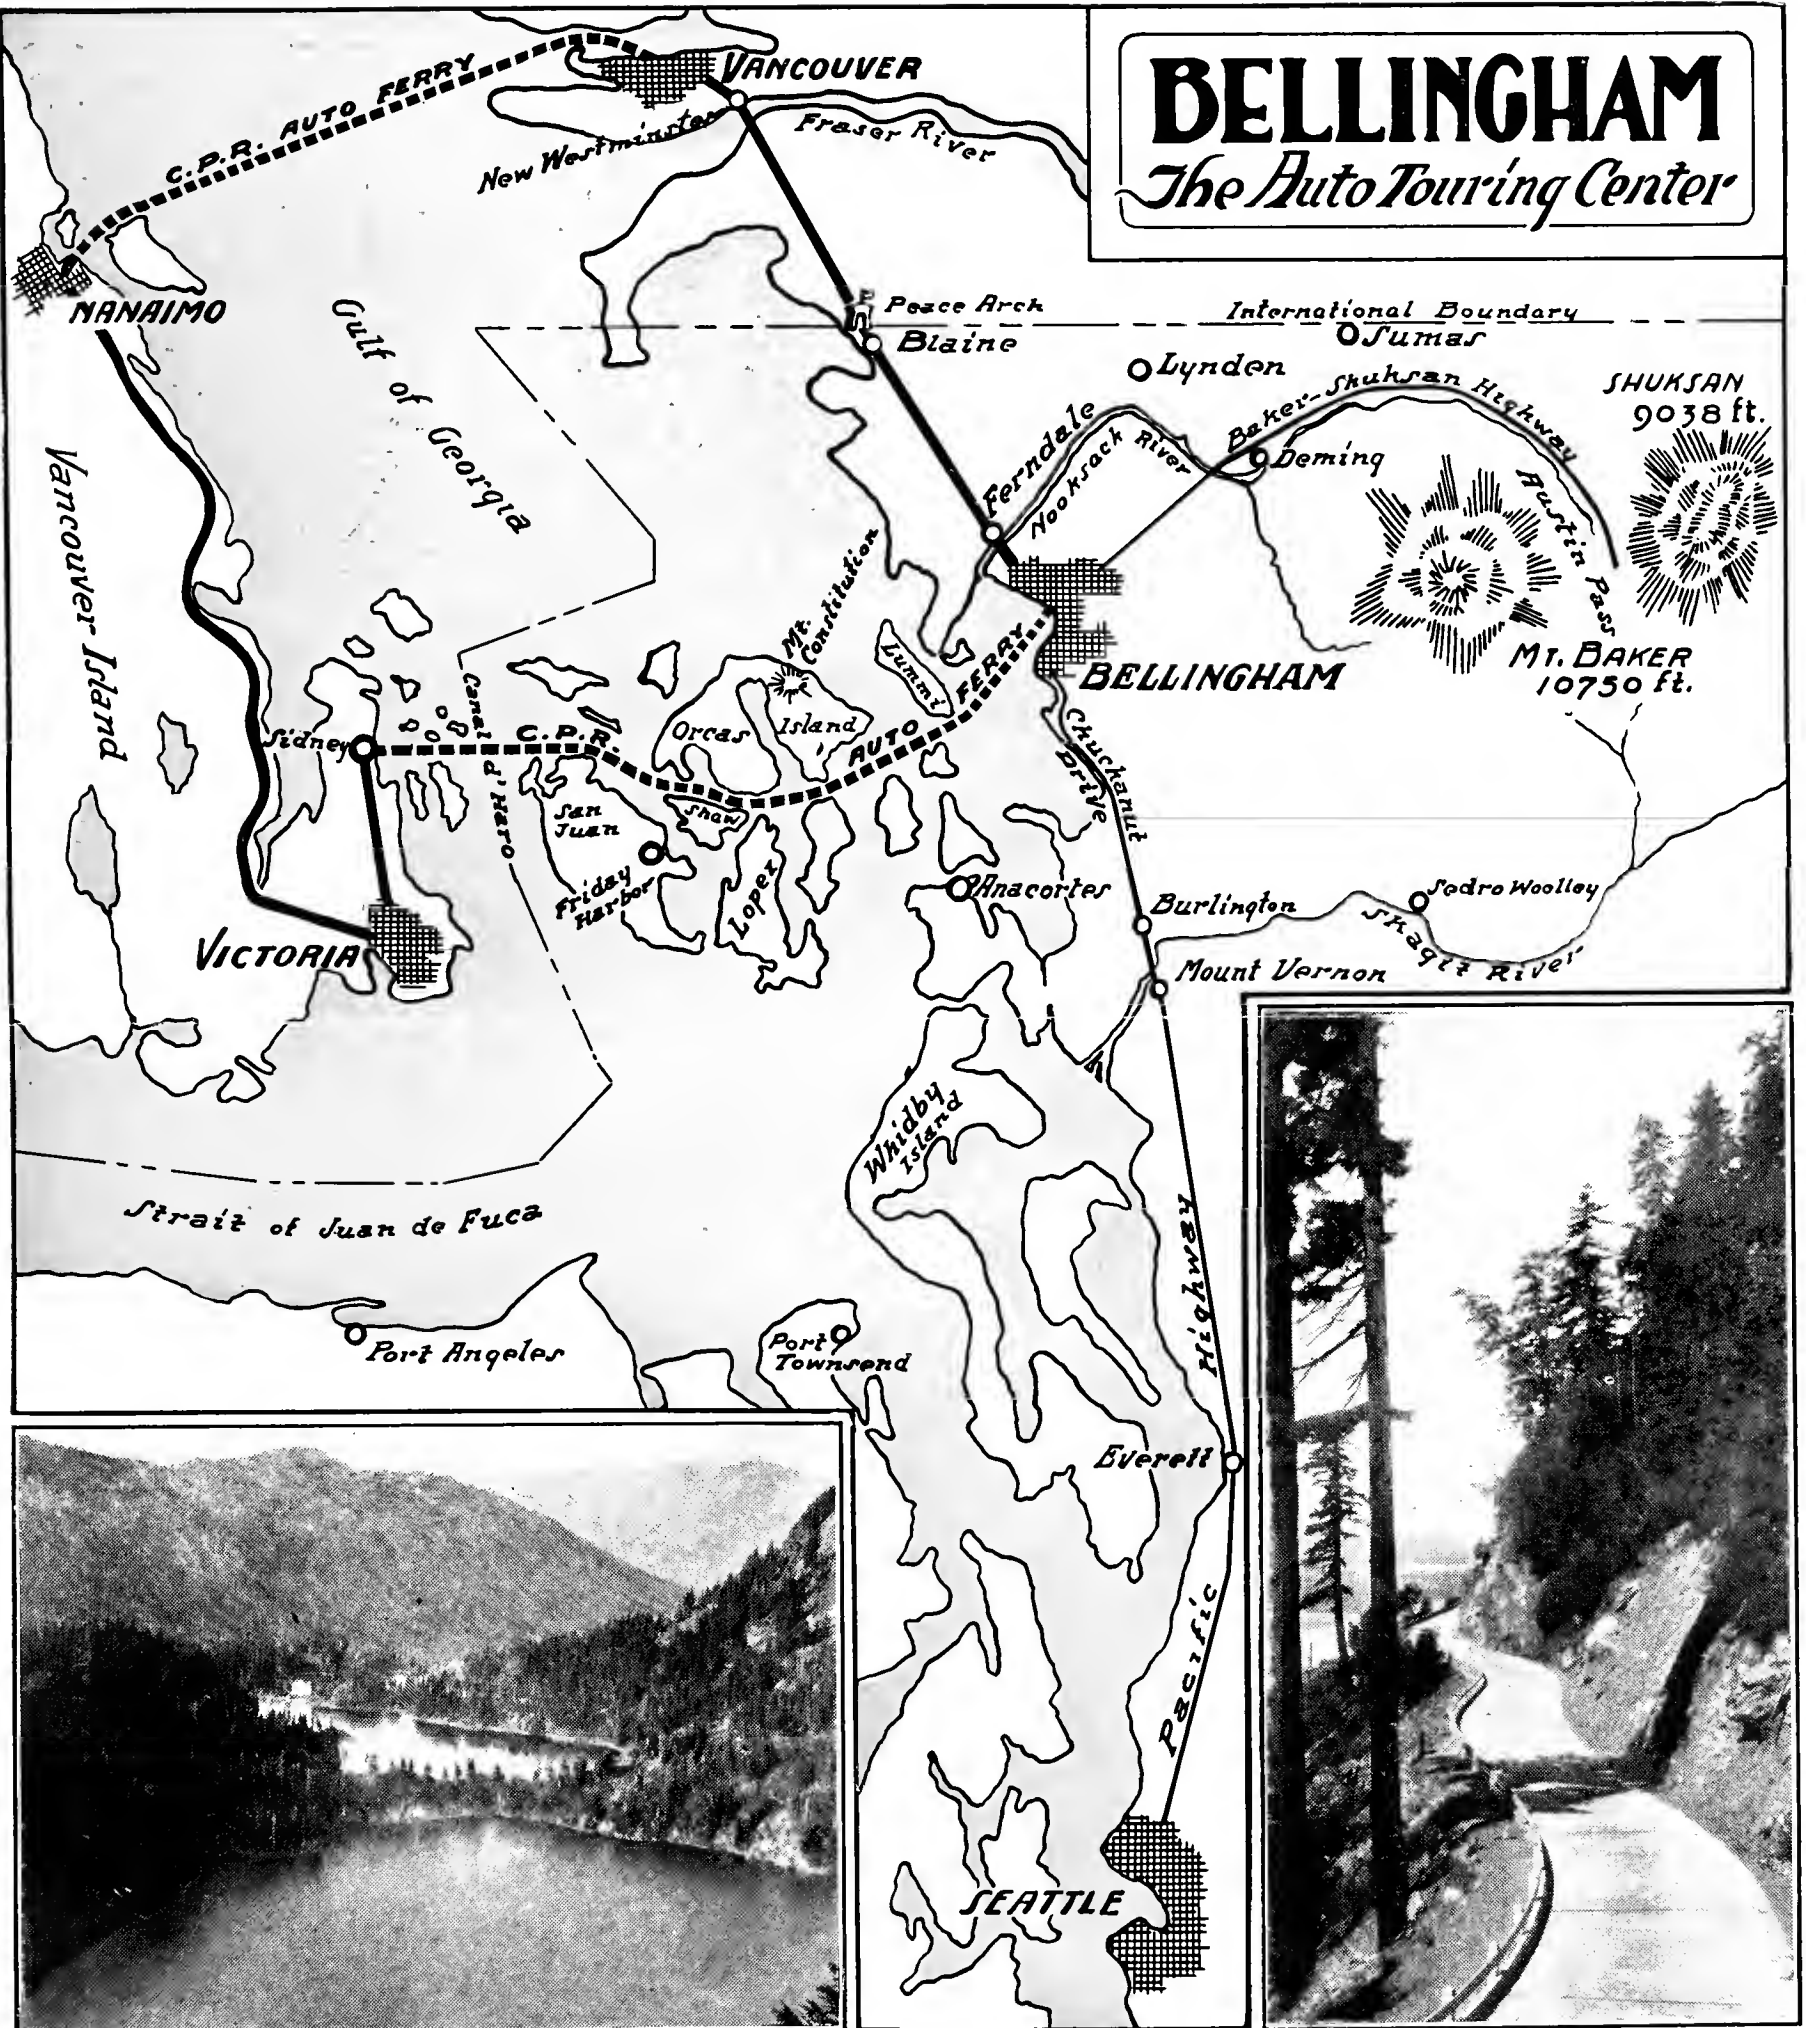 BELLINGHAM
The Auto Touring Center
VANCOUVER
C.P.R. AUTO FERRY
New Westminster
Fraser River
NANAIMO
Gulf of Georgia
Peace Arch
International Boundary
Blaine
Sumas
Lynden
Baker-Shuksan Highway
SHUKSAN
9038 ft.
Ferndale
Nooksack River
Deming
Austin Pass
Vancouver Island
Mt. Constitution
MT. BAKER
10750 ft.
BELLINGHAM
Lummi
Orcas Island
Sidney
C.P.R. AUTO FERRY
Canal d'Haro
Chuckanut
Drive
San
Juan
Shaw
Friday
Harbor
Lopez
Anacortes
Burlington
Sedro Woolley
Skagit River
VICTORIA
Mount Vernon
Whidby
Island
Strait of Juan de Fuca
Port Angeles
Port
Townsend
Everett
Pacific Highway
SEATTLE